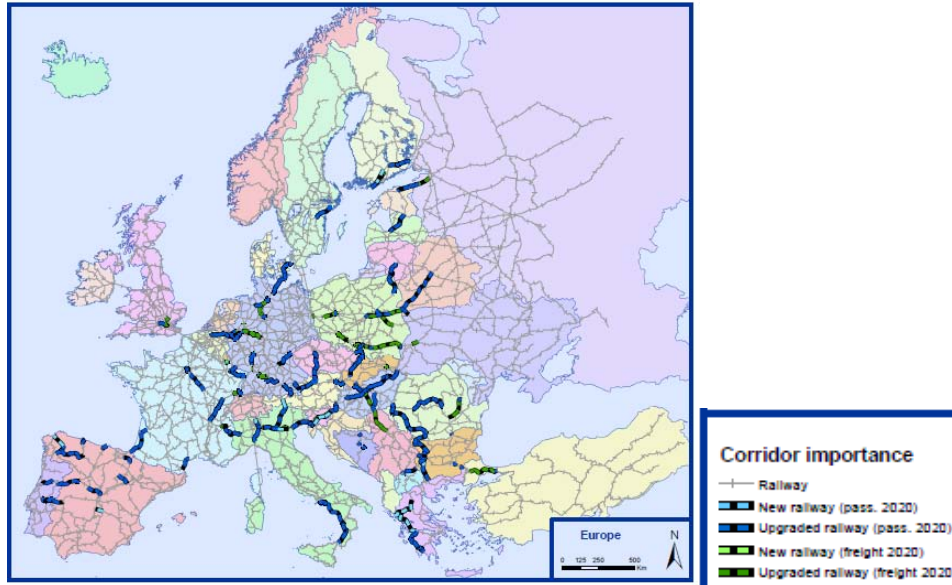 Europe
N
0 125 250 500
Km
Corridor importance
Railway
New railway (pass. 2020)
Upgraded railway (pass. 2020)
New railway (freight 2020)
Upgraded railway (freight 2020